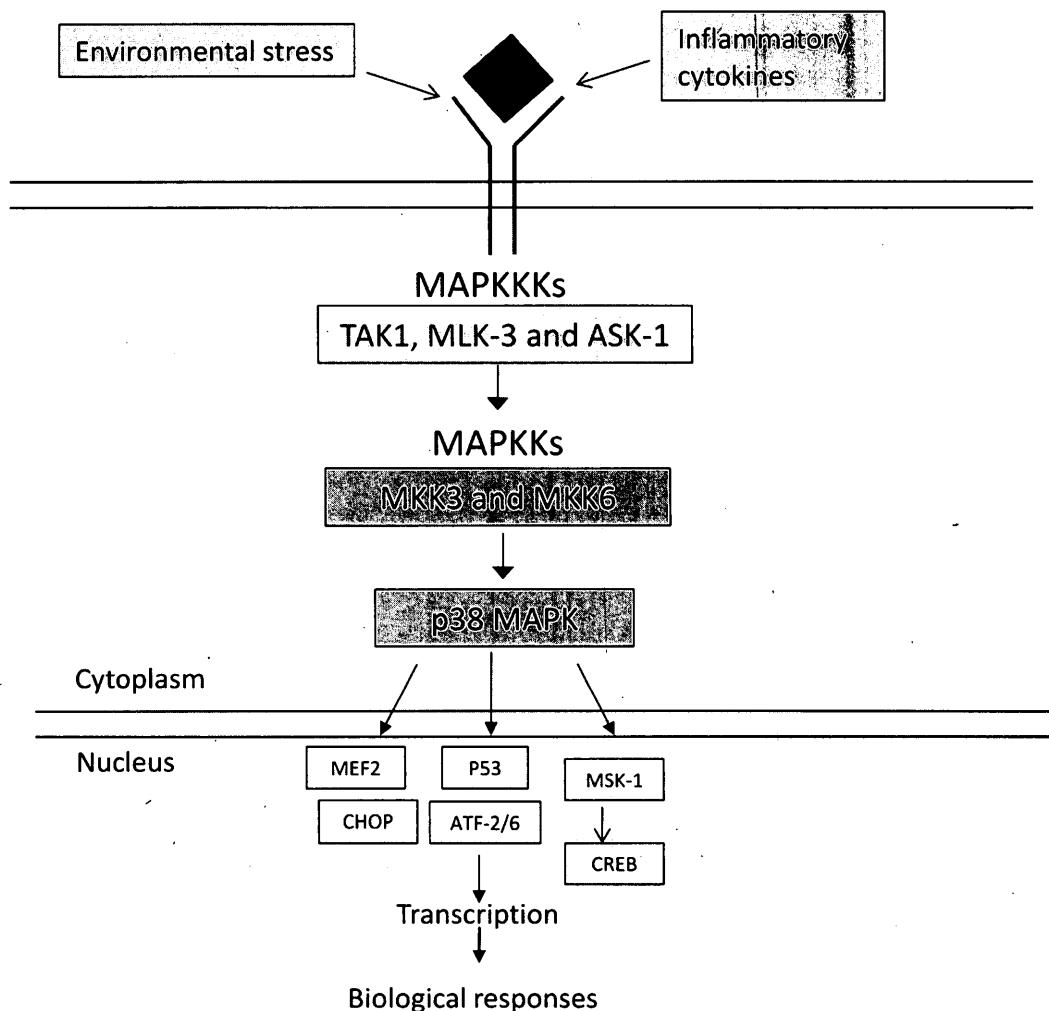 Environmental stress
Inflammatory
cytokines
MAPKKKs
TAK1, MLK-3 and ASK-1
MAPKKs
MKK3 and MKK6
p38 MAPK
Cytoplasm
Nucleus
MEF2
P53
MSK-1
CHOP
ATF-2/6
CREB
Transcription
Biological responses